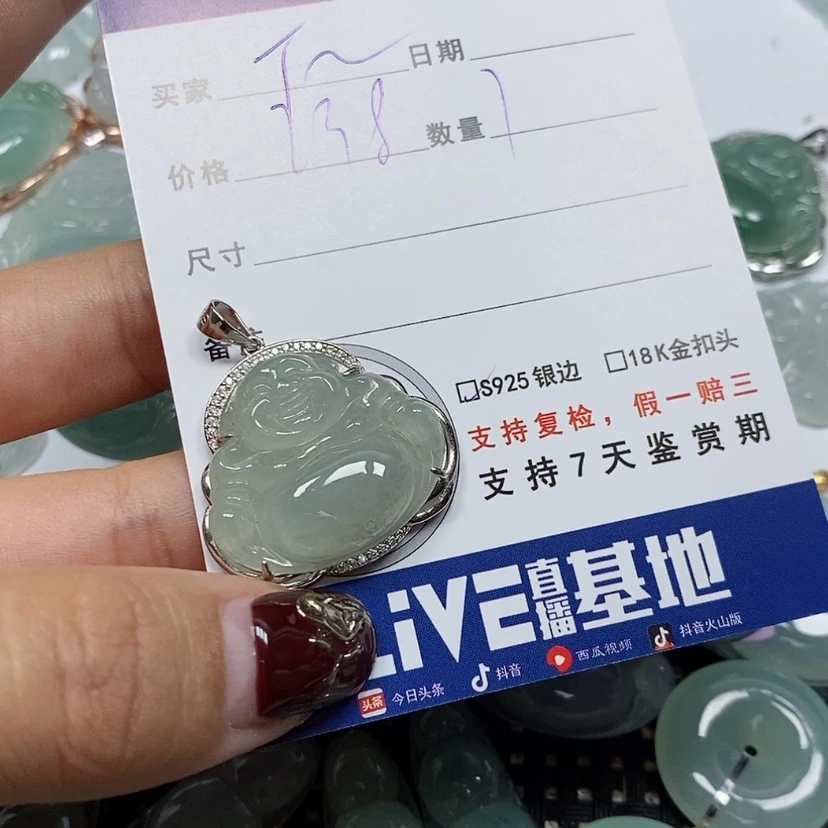 买家 日期
价格 138 数量 1
尺寸
备
S925银边 18K金扣头
支持复检，假一赔三
支持7天鉴赏期
LiVE直播基地
头条 今日头条 抖音 西瓜视频 抖音火山版